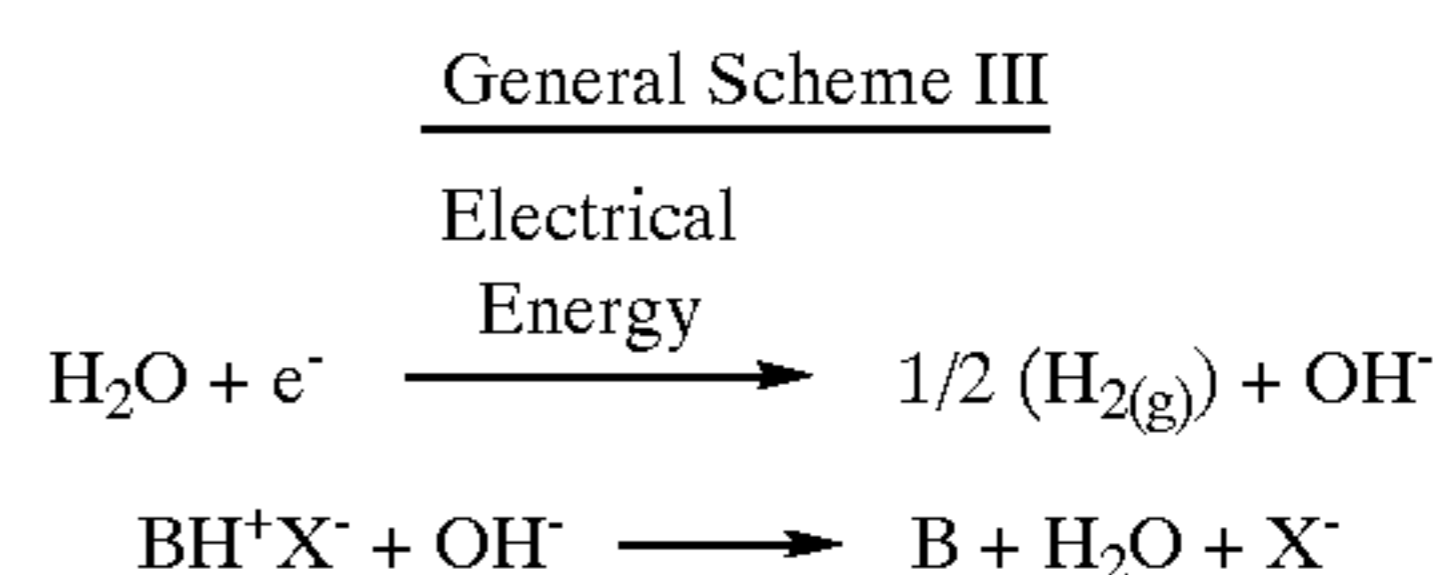 General Scheme III
Electrical
Energy
H₂O + e⁻ ⟶ 1/2 (H₂₍g₎) + OH⁻
BH⁺X⁻ + OH⁻ ⟶ B + H₂O + X⁻